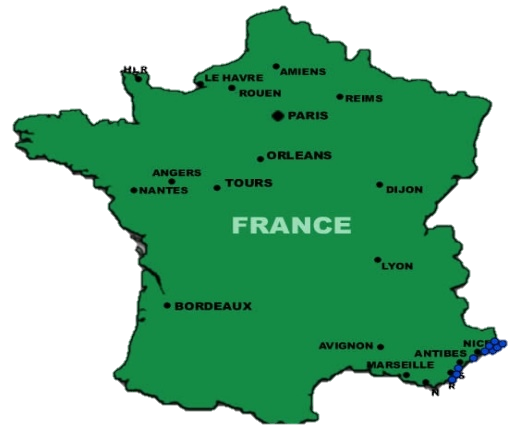 AMIENS
LE HAVRE
ROUEN
REIMS
PARIS
ORLEANS
ANGERS
NANTES
TOURS
DIJON
FRANCE
LYON
BORDEAUX
AVIGNON
NICE
ANTIBES
MARSEILLE